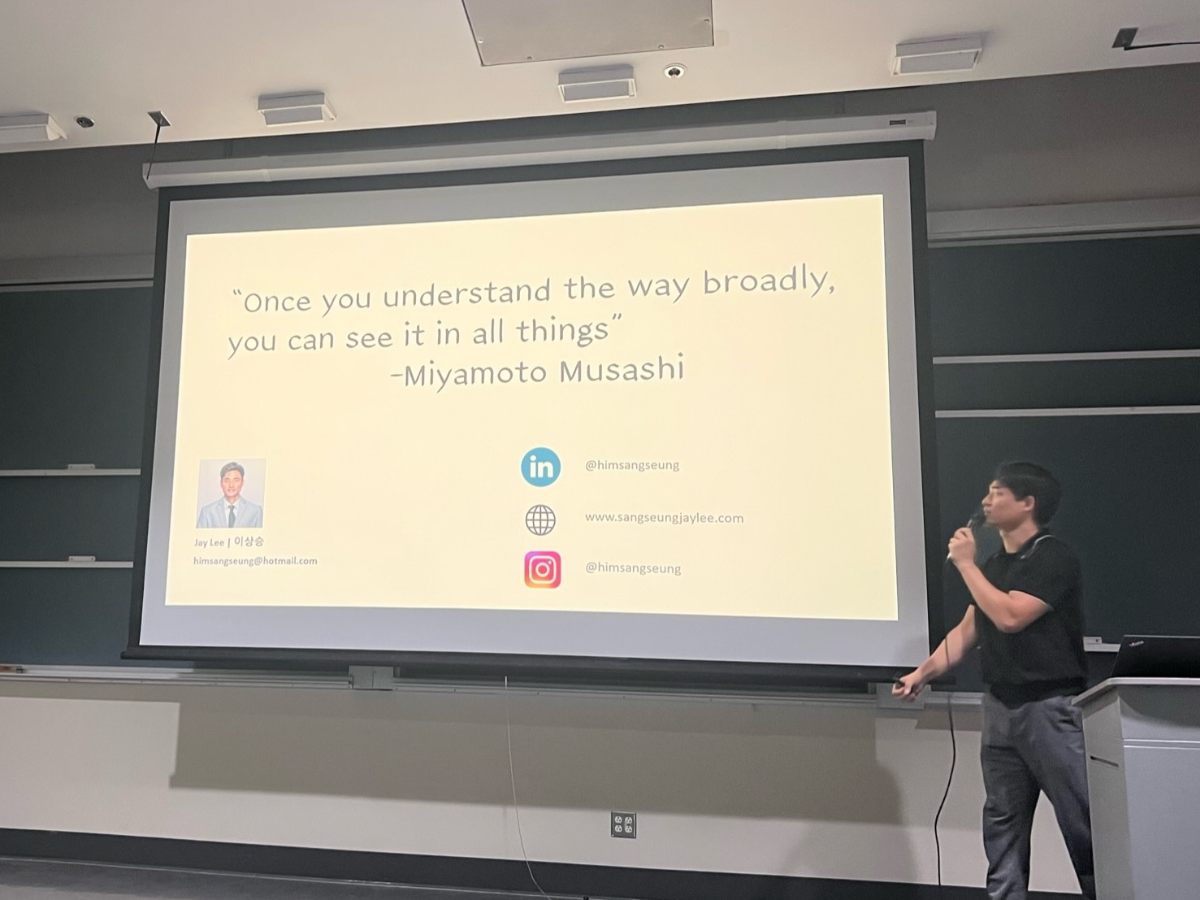 “Once you understand the way broadly,
you can see it in all things”
-Miyamoto Musashi
in
@himsangseung
www.sangseungjaylee.com
@himsangseung
Jay Lee | 이상승
himsangseung@hotmail.com